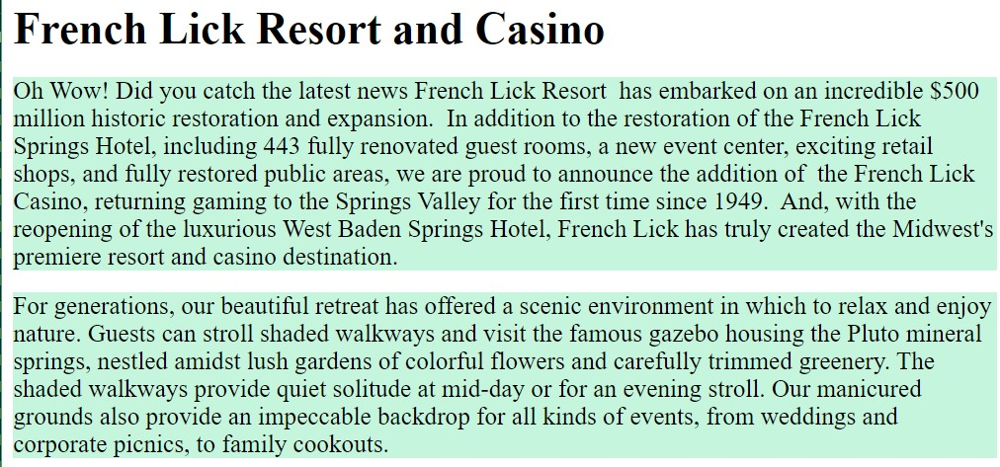 French Lick Resort and Casino
Oh Wow! Did you catch the latest news French Lick Resort  has embarked on an incredible $500
million historic restoration and expansion.  In addition to the restoration of the French Lick
Springs Hotel, including 443 fully renovated guest rooms, a new event center, exciting retail
shops, and fully restored public areas, we are proud to announce the addition of  the French Lick
Casino, returning gaming to the Springs Valley for the first time since 1949.  And, with the
reopening of the luxurious West Baden Springs Hotel, French Lick has truly created the Midwest's
premiere resort and casino destination.
For generations, our beautiful retreat has offered a scenic environment in which to relax and enjoy
nature. Guests can stroll shaded walkways and visit the famous gazebo housing the Pluto mineral
springs, nestled amidst lush gardens of colorful flowers and carefully trimmed greenery. The
shaded walkways provide quiet solitude at mid-day or for an evening stroll. Our manicured
grounds also provide an impeccable backdrop for all kinds of events, from weddings and
corporate picnics, to family cookouts.